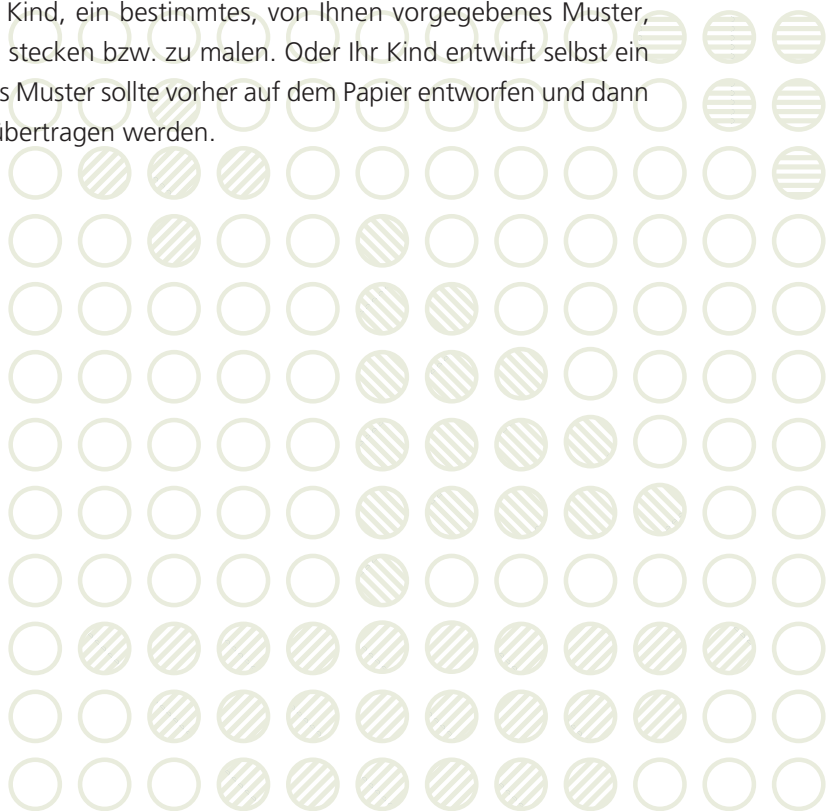 Kind, ein bestimmtes, von Ihnen vorgegebenes Muster,
stecken bzw. zu malen. Oder Ihr Kind entwirft selbst ein
s Muster sollte vorher auf dem Papier entworfen und dann
übertragen werden.